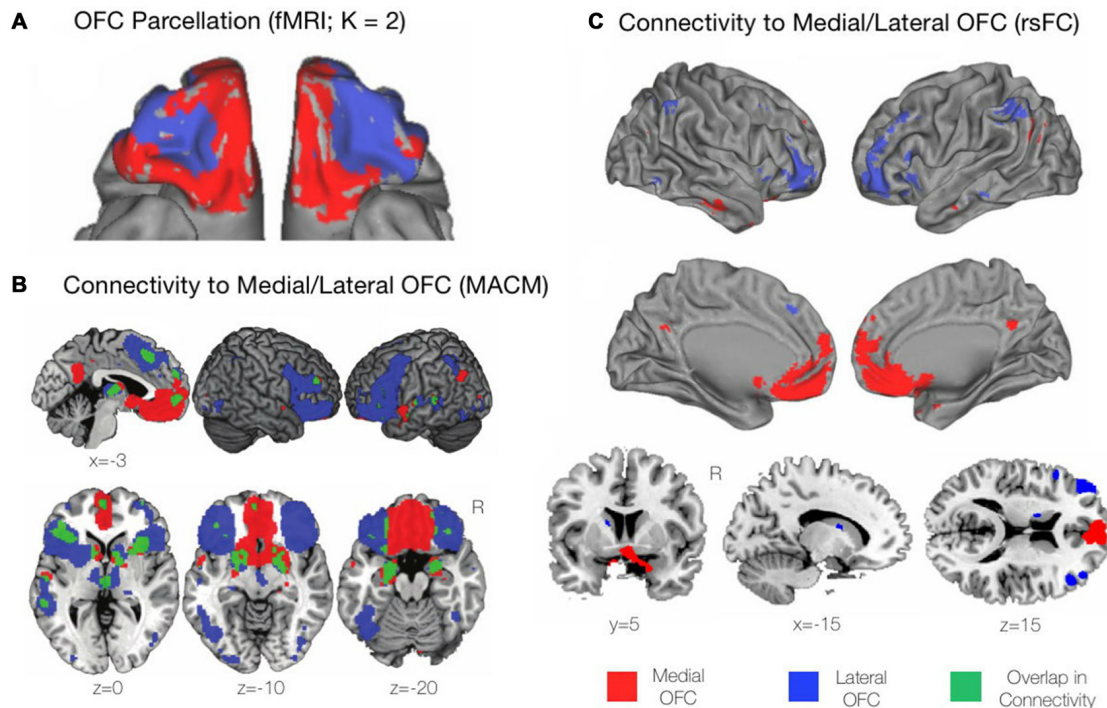 A OFC Parcellation (fMRI; K = 2)
B Connectivity to Medial/Lateral OFC (MACM)
x=-3
R
z=0 z=-10 z=-20
C Connectivity to Medial/Lateral OFC (rsFC)
R
y=5 x=-15 z=15
Medial OFC
Lateral OFC
Overlap in Connectivity